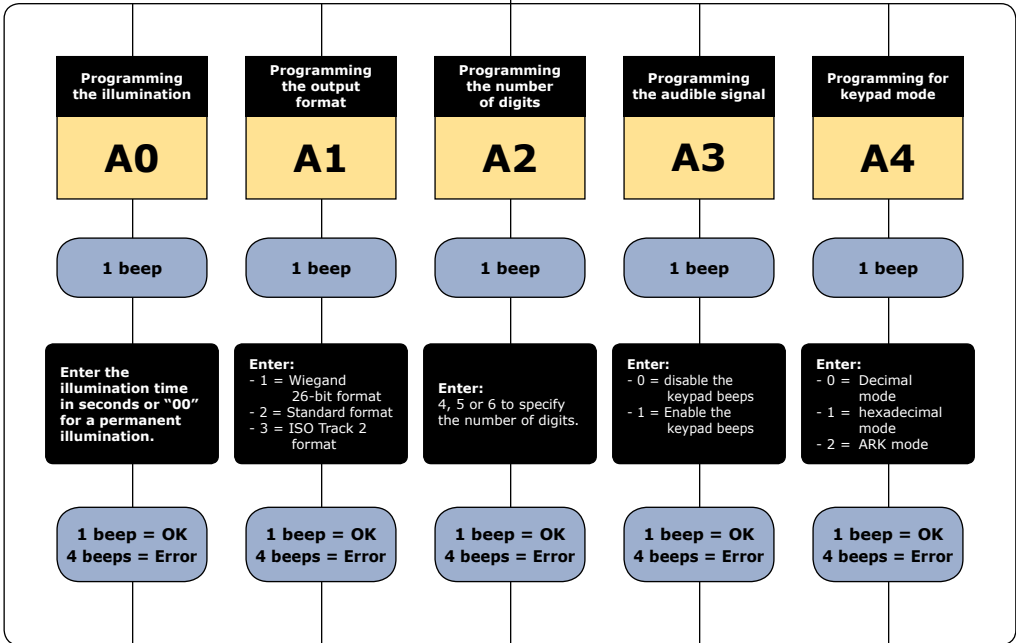 Programming
the illumination
A0
1 beep
Enter the
illumination time
in seconds or “00”
for a permanent
illumination.
1 beep = OK
4 beeps = Error
Programming
the output
format
A1
1 beep
Enter:
- 1 = Wiegand
26-bit format
- 2 = Standard format
- 3 = ISO Track 2
format
1 beep = OK
4 beeps = Error
Programming
the number
of digits
A2
1 beep
Enter:
4, 5 or 6 to specify
the number of digits.
1 beep = OK
4 beeps = Error
Programming
the audible signal
A3
1 beep
Enter:
- 0 = disable the
keypad beeps
- 1 = Enable the
keypad beeps
1 beep = OK
4 beeps = Error
Programming for
keypad mode
A4
1 beep
Enter:
- 0 = Decimal
mode
- 1 = hexadecimal
mode
- 2 = ARK mode
1 beep = OK
4 beeps = Error